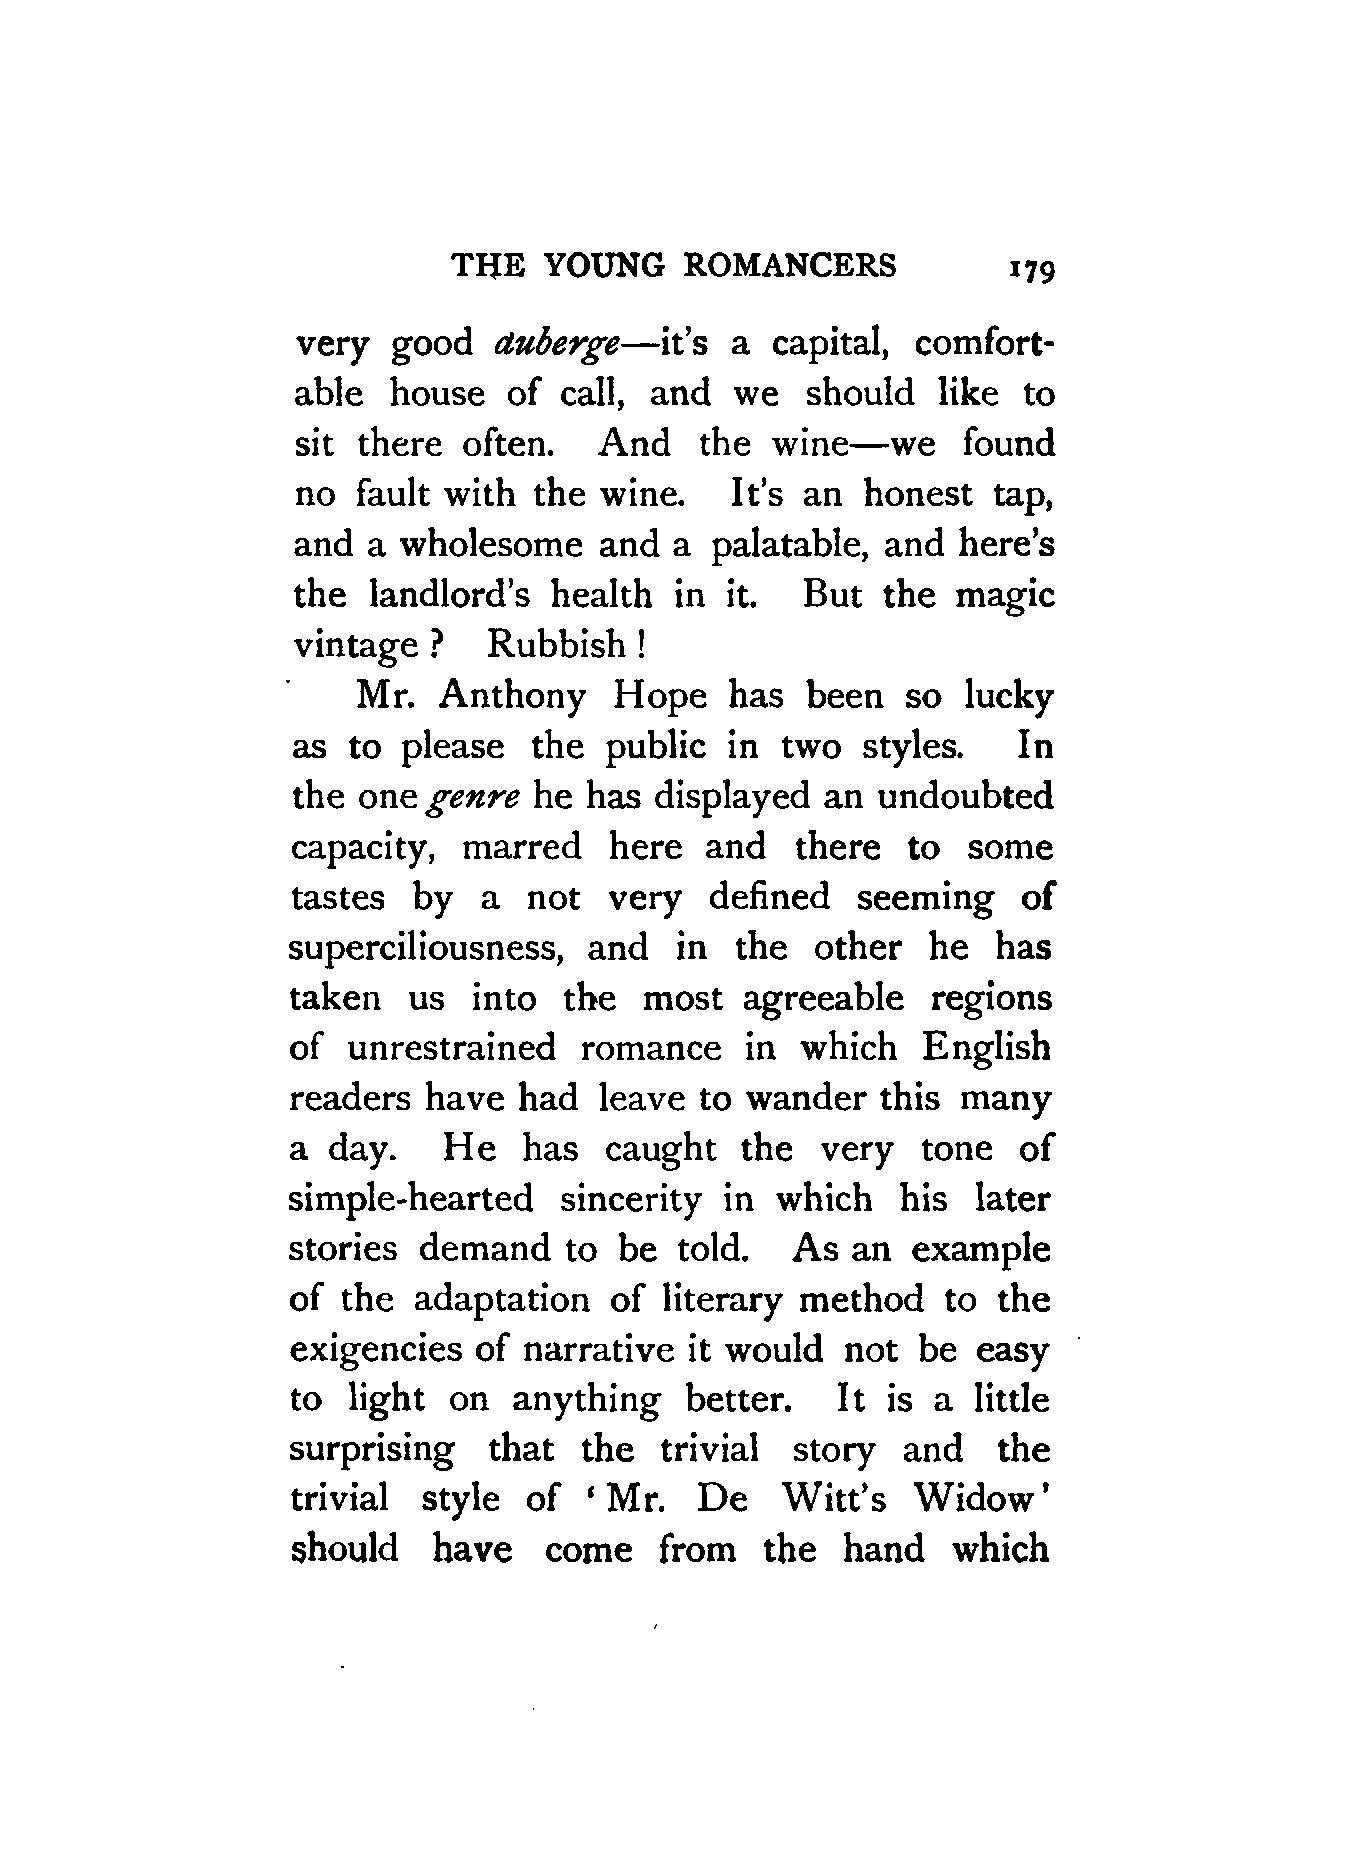 THE YOUNG ROMANCERS 179
very good auberge—it's a capital, comfort-
able house of call, and we should like to
sit there often. And the wine—we found
no fault with the wine. It's an honest tap,
and a wholesome and a palatable, and here's
the landlord's health in it. But the magic
vintage ? Rubbish !
Mr. Anthony Hope has been so lucky
as to please the public in two styles. In
the one genre he has displayed an undoubted
capacity, marred here and there to some
tastes by a not very defined seeming of
superciliousness, and in the other he has
taken us into the most agreeable regions
of unrestrained romance in which English
readers have had leave to wander this many
a day. He has caught the very tone of
simple-hearted sincerity in which his later
stories demand to be told. As an example
of the adaptation of literary method to the
exigencies of narrative it would not be easy
to light on anything better. It is a little
surprising that the trivial story and the
trivial style of ‘ Mr. De Witt's Widow’
should have come from the hand which